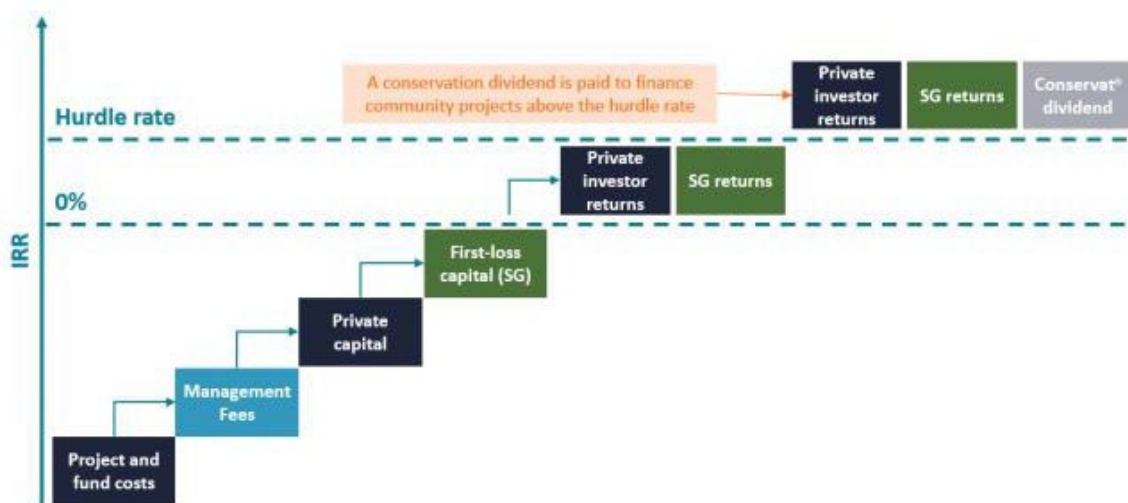 A conservation dividend is paid to finance
community projects above the hurdle rate
Private
investor
returns
SG returns
Conservatº
dividend
Hurdle rate
Private
investor
returns
SG returns
0%
IRR
First-loss
capital (SG)
Private
capital
Management
Fees
Project and
fund costs